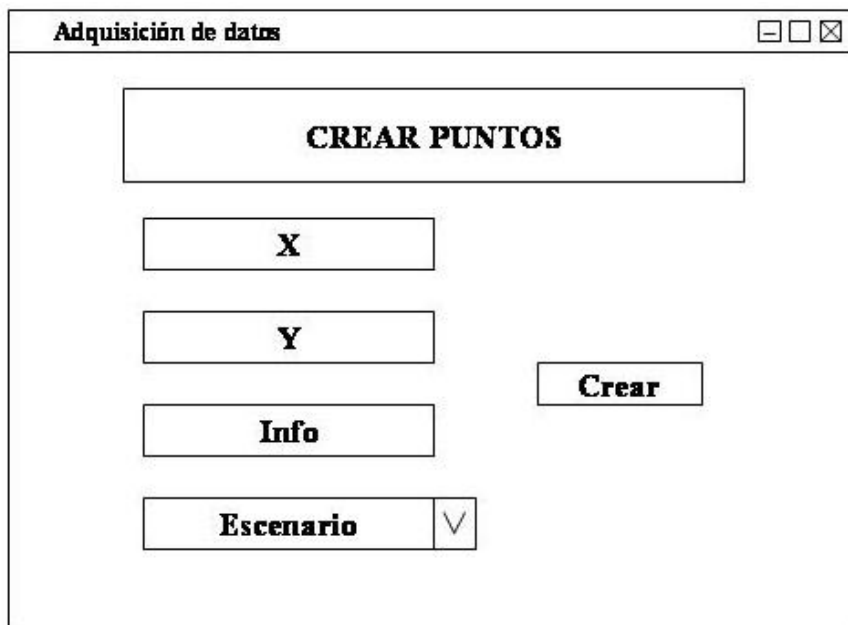 Adquisición de datos
CREAR PUNTOS
X
Y
Crear
Info
Escenario